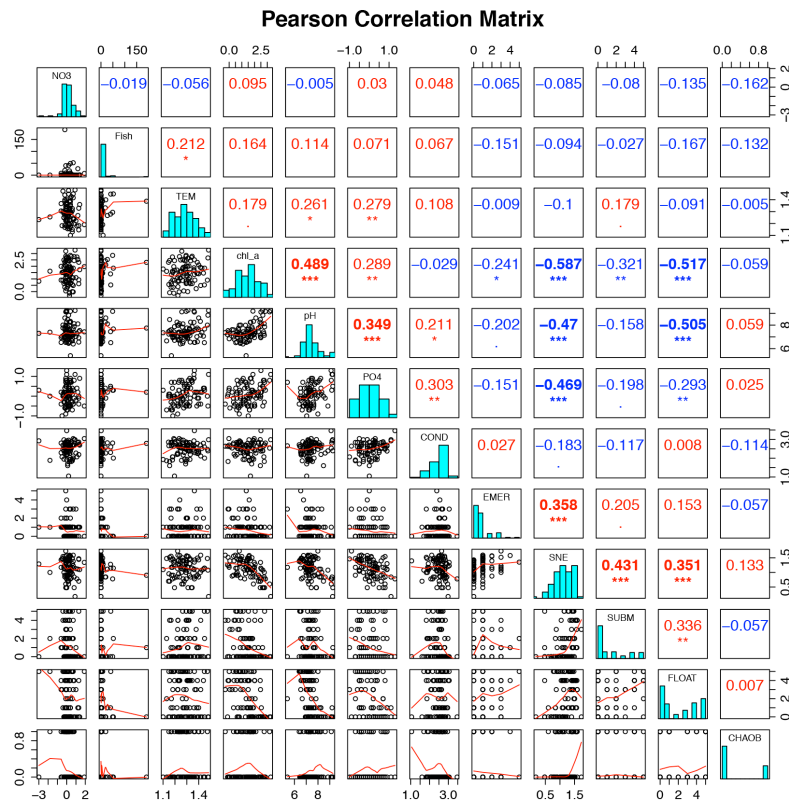 Pearson Correlation Matrix
0 150 0.0 2.5 −1.0 1.0 0 2 4 0 2 4 0.0 0.8
NO3 −0.019 −0.056 0.095 −0.005 0.03 0.048 −0.065 −0.085 −0.08 −0.135 −0.162 −3 0 2
0 150 Fish 0.212 0.164 0.114 0.071 0.067 −0.151 −0.094 −0.027 −0.167 −0.132
*
TEM 0.179 0.261 0.279 0.108 −0.009 −0.1 0.179 −0.091 −0.005 1.1 1.4
. * ** .
0.0 2.5 chl_a 0.489 0.289 −0.029 −0.241 −0.587 −0.321 −0.517 −0.059
*** ** * *** ** ***
pH 0.349 0.211 −0.202 −0.47 −0.158 −0.505 0.059 6 8
*** * . *** ***
−1.0 1.0 PO4 0.303 −0.151 −0.469 −0.198 −0.293 0.025
** *** . **
COND 0.027 −0.183 −0.117 0.008 −0.114 1.0 3.0
.
0 2 4 EMER 0.358 0.205 0.153 −0.057
*** .
SNE 0.431 0.351 0.133 0.5 1.5
*** ***
0 2 4 SUBM 0.336 −0.057
**
FLOAT 0.007 0 2 4
0.0 0.8 CHAOB
−3 0 2 1.1 1.4 6 8 1.0 3.0 0.5 1.5 0 2 4